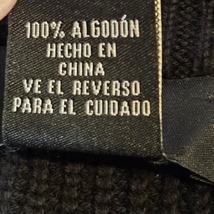 100% ALGODÓN
HECHO EN
CHINA
VE EL REVERSO
PARA EL CUIDADO